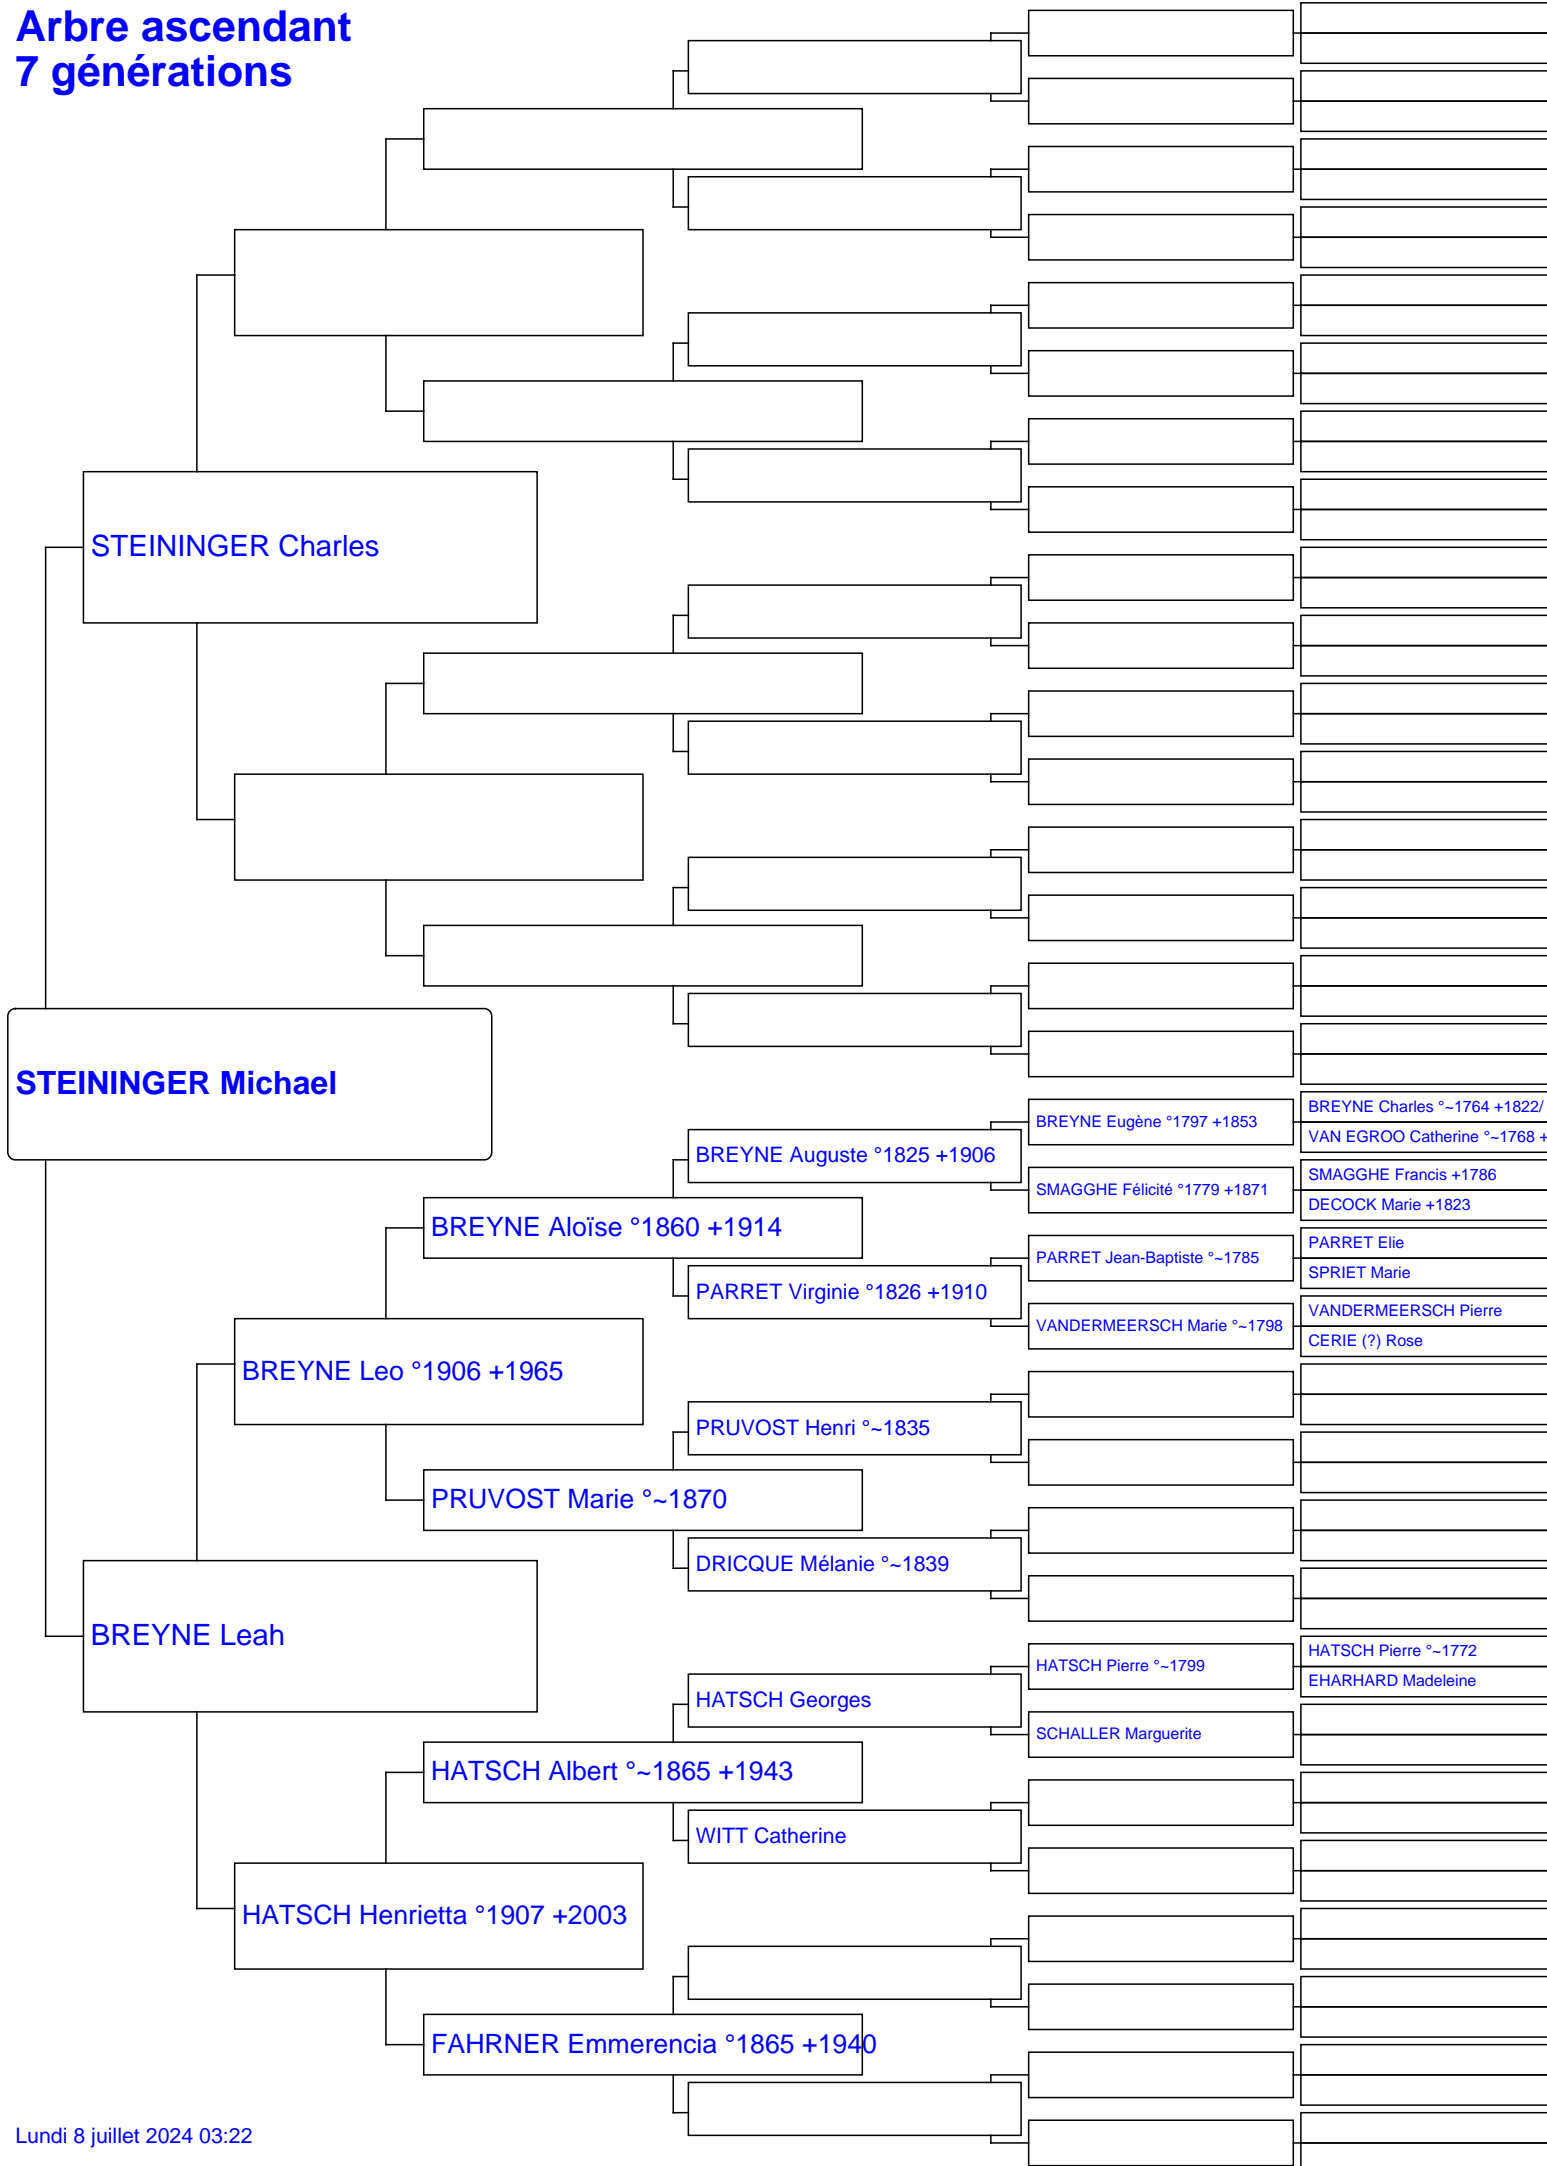 Arbre ascendant
7 générations
STEININGER Charles
STEININGER Michael
BREYNE Charles °~1764 +1822/
BREYNE Eugène °1797 +1853
VAN EGROO Catherine °~1768 +
BREYNE Auguste °1825 +1906
SMAGGHE Francis +1786
SMAGGHE Félicité °1779 +1871
DECOCK Marie +1823
BREYNE Aloïse °1860 +1914
PARRET Elie
PARRET Jean-Baptiste °~1785
SPRIET Marie
PARRET Virginie °1826 +1910
VANDERMEERSCH Pierre
VANDERMEERSCH Marie °~1798
CERIE (?) Rose
BREYNE Leo °1906 +1965
PRUVOST Henri °~1835
PRUVOST Marie °~1870
DRICQUE Mélanie °~1839
BREYNE Leah
HATSCH Pierre °~1772
HATSCH Pierre °~1799
EHARHARD Madeleine
HATSCH Georges
SCHALLER Marguerite
HATSCH Albert °~1865 +1943
WITT Catherine
HATSCH Henrietta °1907 +2003
FAHRNER Emmerencia °1865 +1940
Lundi 8 juillet 2024 03:22